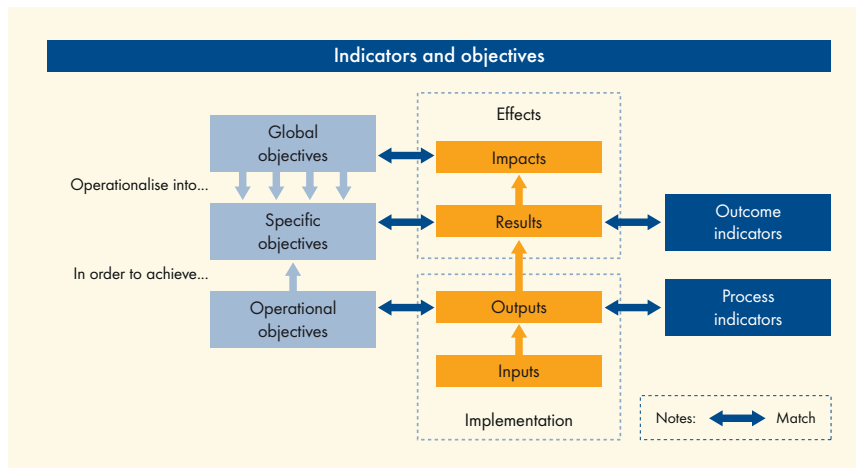 Indicators and objectives
Effects
Global
objectives
Impacts
Operationalise into...
Specific
objectives
Results
Outcome
indicators
In order to achieve...
Operational
objectives
Outputs
Process
indicators
Inputs
Implementation
Notes:
Match